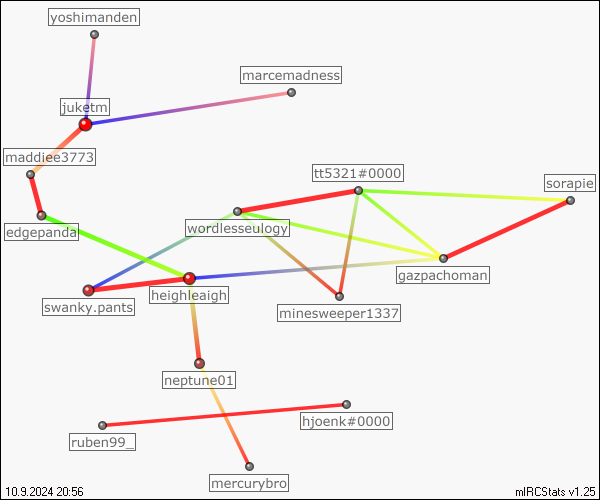 yoshimanden
marcemadness
juketm
maddiee3773
tt5321#0000
sorapie
wordlesseulogy
edgepanda
gazpachoman
heighleaigh
swanky.pants
minesweeper1337
neptune01
hjoenk#0000
ruben99_
mercurybro
10.9.2024 20:56
mIRCStats v1.25